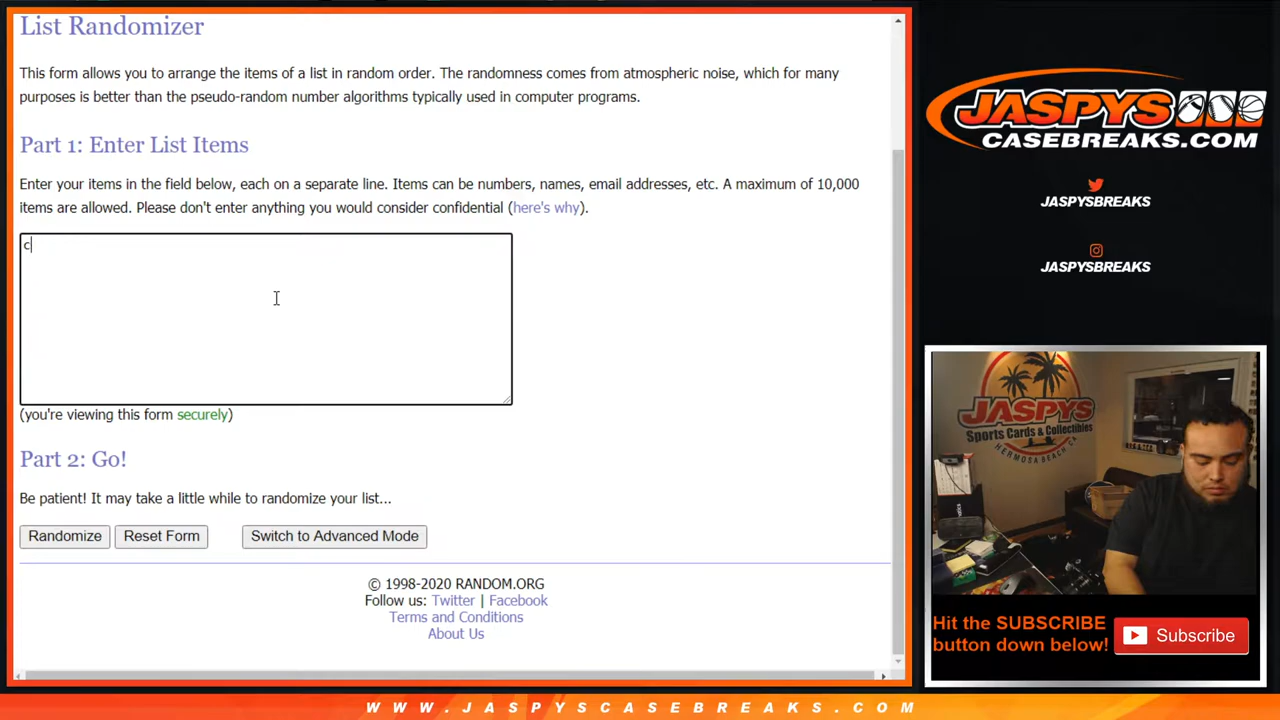 List Randomizer
This form allows you to arrange the items of a list in random order. The randomness comes from atmospheric noise, which for many
purposes is better than the pseudo-random number algorithms typically used in computer programs.
Part 1: Enter List Items
Enter your items in the field below, each on a separate line. Items can be numbers, names, email addresses, etc. A maximum of 10,000
items are allowed. Please don't enter anything you would consider confidential (here's why).
c
(you're viewing this form securely)
Part 2: Go!
Be patient! It may take a little while to randomize your list...
Randomize Reset Form Switch to Advanced Mode
© 1998-2020 RANDOM.ORG
Follow us: Twitter | Facebook
Terms and Conditions
About Us
JASPYS
CASEBREAKS.COM
JASPYSBREAKS
JASPYSBREAKS
JASPYS
Sports Cards & Collectibles
HERMOSA BEACH CA
Hit the SUBSCRIBE
button down below!
Subscribe
WWW.JASPYSCASEBREAKS.COM